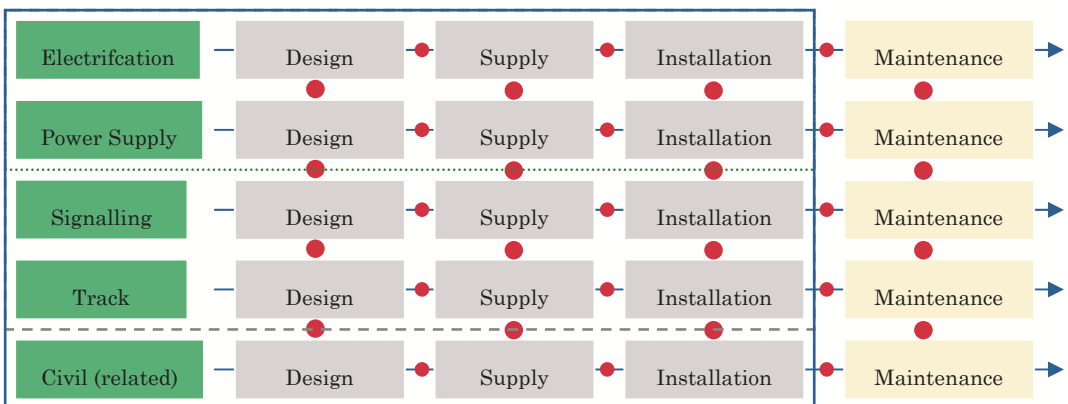 Electrifcation Design Supply Installation Maintenance
Power Supply Design Supply Installation Maintenance
Signalling Design Supply Installation Maintenance
Track Design Supply Installation Maintenance
Civil (related) Design Supply Installation Maintenance